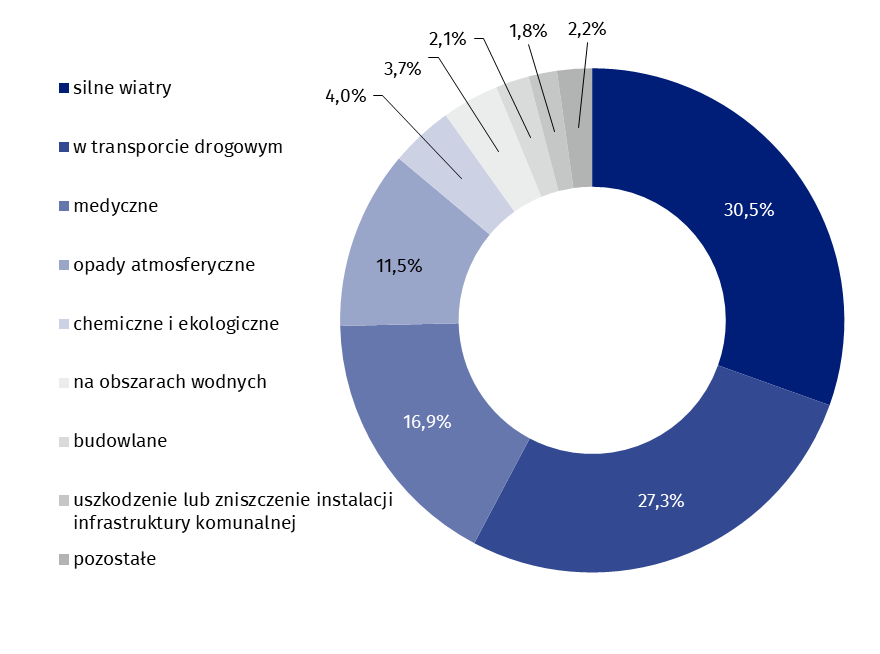 silne wiatry
w transporcie drogowym
medyczne
opady atmosferyczne
chemiczne i ekologiczne
na obszarach wodnych
budowlane
uszkodzenie lub zniszczenie instalacji
infrastruktury komunalnej
pozostałe
30,5%
27,3%
16,9%
11,5%
4,0%
3,7%
2,1%
1,8%
2,2%